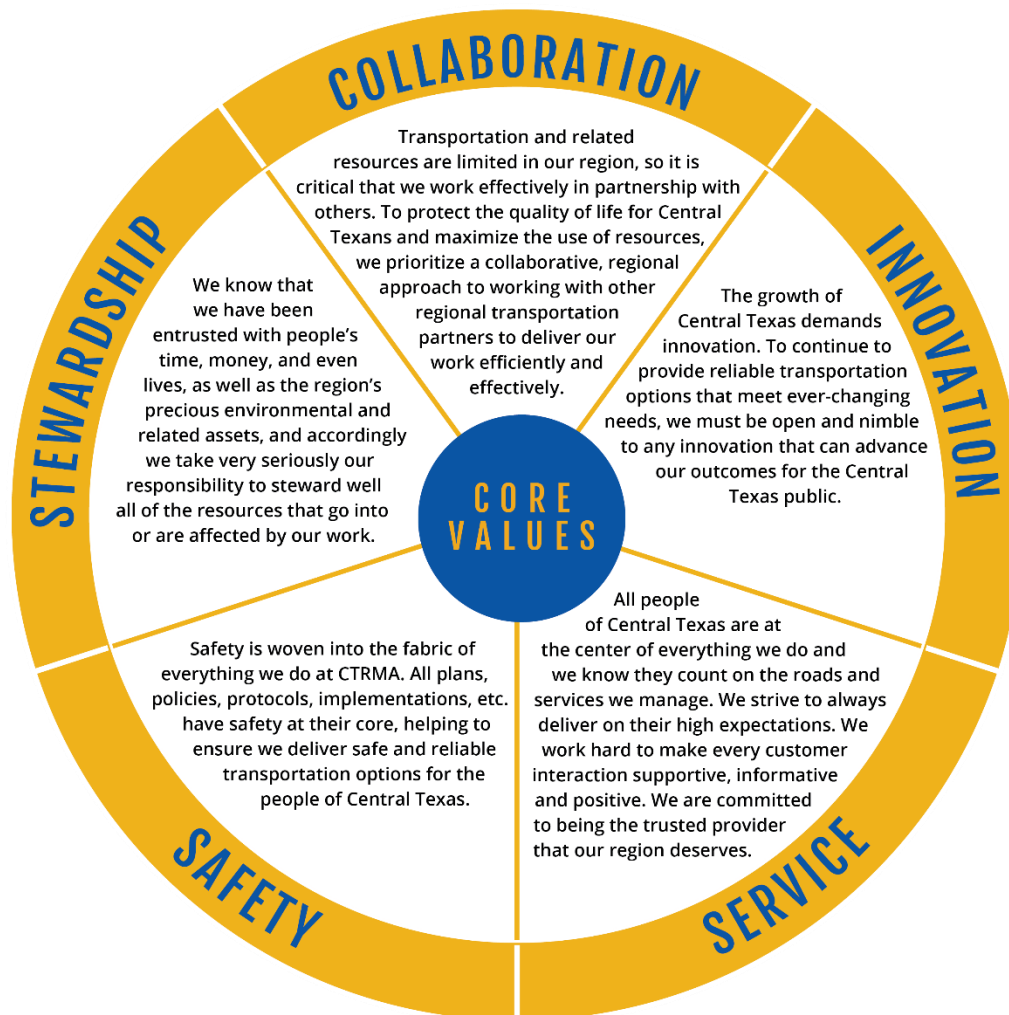 COLLABORATION
Transportation and related
resources are limited in our region, so it is
critical that we work effectively in partnership with
others. To protect the quality of life for Central
Texans and maximize the use of resources,
we prioritize a collaborative, regional
approach to working with other
regional transportation
partners to deliver our
work efficiently and
effectively.
INNOVATION
The growth of
Central Texas demands
innovation. To continue to
provide reliable transportation
options that meet ever-changing
needs, we must be open and nimble
to any innovation that can advance
our outcomes for the Central
Texas public.
SERVICE
All people
of Central Texas are at
the center of everything we do and
we know they count on the roads and
services we manage. We strive to always
deliver on their high expectations. We
work hard to make every customer
interaction supportive, informative
and positive. We are committed
to being the trusted provider
that our region deserves.
SAFETY
Safety is woven into the fabric of
everything we do at CTRMA. All plans,
policies, protocols, implementations, etc.
have safety at their core, helping to
ensure we deliver safe and reliable
transportation options for the
people of Central Texas.
STEWARDSHIP
We know that
we have been
entrusted with people's
time, money, and even
lives, as well as the region's
precious environmental and
related assets, and accordingly
we take very seriously our
responsibility to steward well
all of the resources that go into
or are affected by our work.
CORE
VALUES